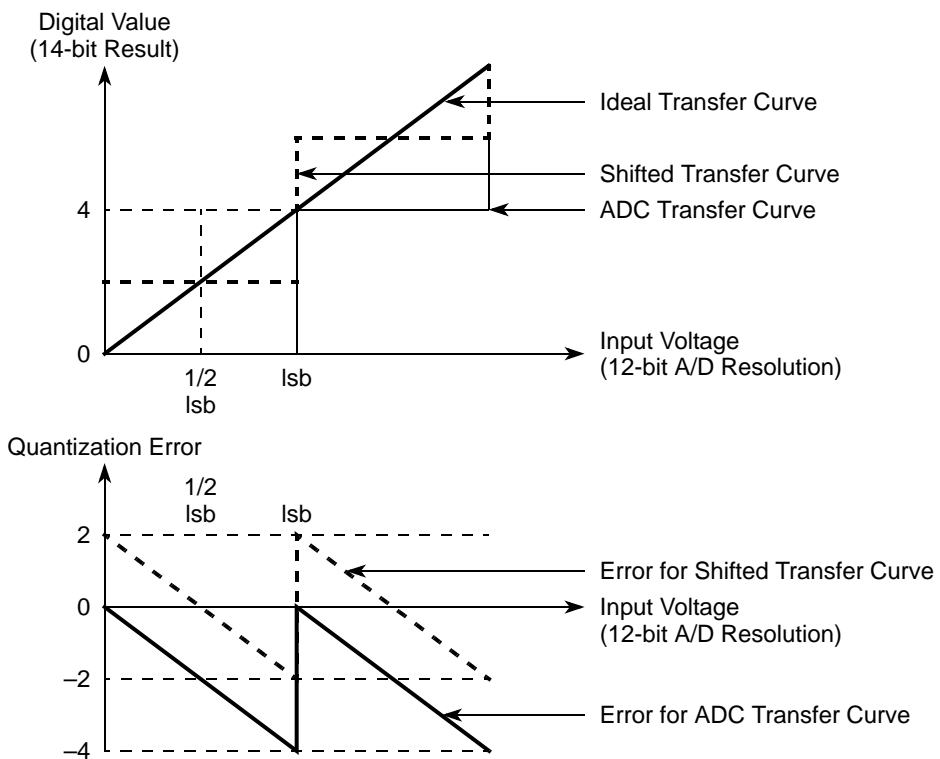 Digital Value
(14-bit Result)
Ideal Transfer Curve
Shifted Transfer Curve
4
ADC Transfer Curve
0
Input Voltage
(12-bit A/D Resolution)
1/2
lsb
lsb
Quantization Error
1/2
lsb
lsb
2
Error for Shifted Transfer Curve
0
Input Voltage
(12-bit A/D Resolution)
–2
Error for ADC Transfer Curve
–4